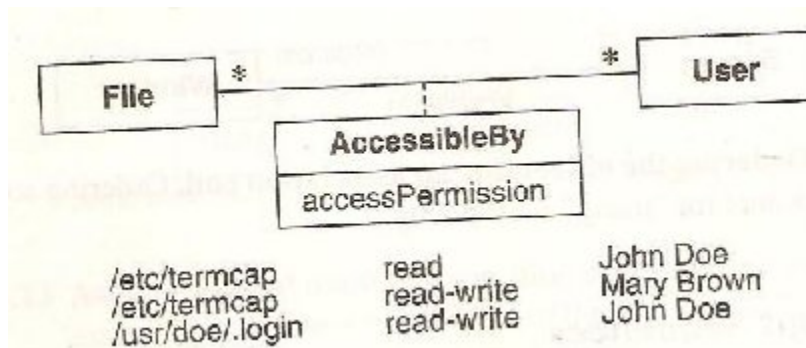 * * User
File
AccessibleBy
accessPermission
/etc/termcap read John Doe
/etc/termcap read-write Mary Brown
/usr/doe/.login read-write John Doe